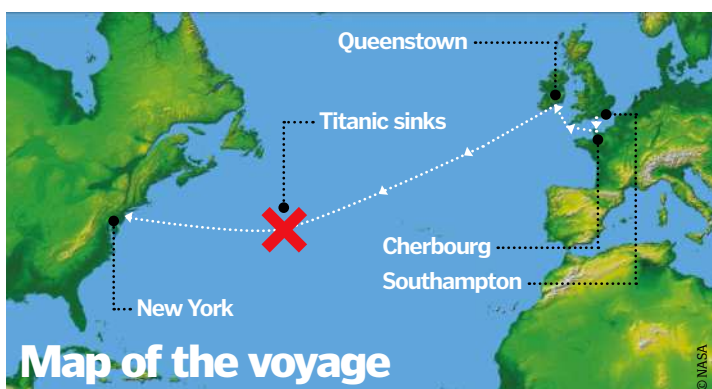 Queenstown
Titanic sinks
Cherbourg
Southampton
New York
Map of the voyage
© NASA